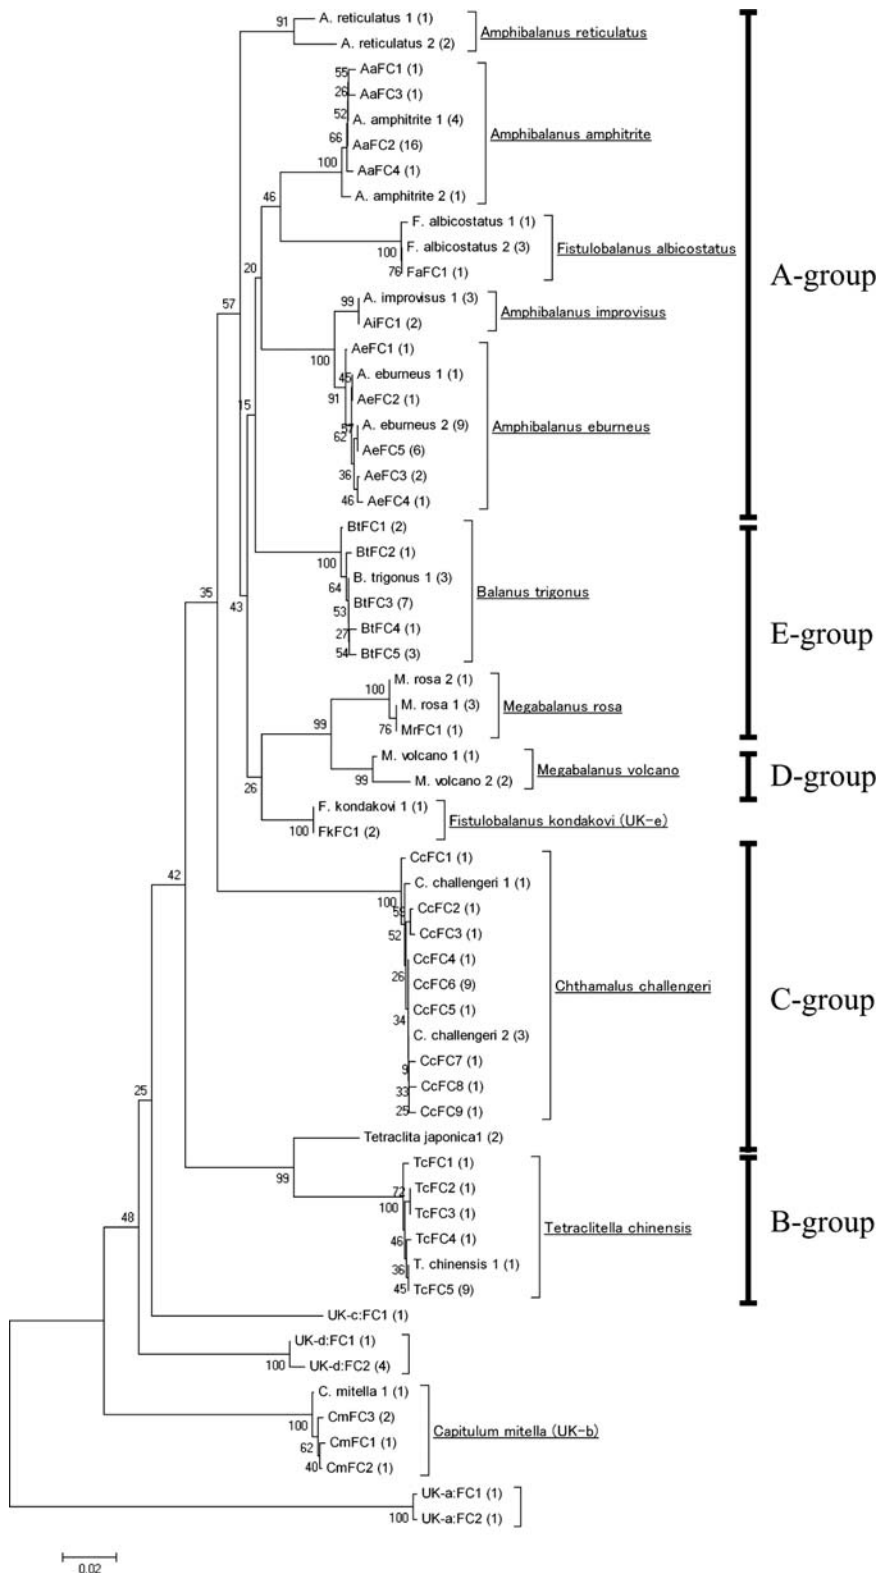 91
A. reticulatus 1 (1)
A. reticulatus 2 (2)
Amphibalanus reticulatus
55
AaFC1 (1)
26
AaFC3 (1)
52
A. amphitrite 1 (4)
66
AaFC2 (16)
100
AaFC4 (1)
A. amphitrite 2 (1)
Amphibalanus amphitrite
46
F. albicostatus 1 (1)
100
F. albicostatus 2 (3)
76
FaFC1 (1)
Fistulobalanus albicostatus
20
A-group
99
A. improvisus 1 (3)
AiFC1 (2)
Amphibalanus improvisus
57
100
AeFC1 (1)
45
A. eburneus 1 (1)
91
AeFC2 (1)
A. eburneus 2 (9)
62
AeFC5 (6)
36
AeFC3 (2)
46
AeFC4 (1)
Amphibalanus eburneus
15
BtFC1 (2)
100
BtFC2 (1)
64
B. trigonus 1 (3)
53
BtFC3 (7)
27
BtFC4 (1)
54
BtFC5 (3)
Balanus trigonus
35
43
E-group
100
M. rosa 2 (1)
M. rosa 1 (3)
76
MrFC1 (1)
Megabalanus rosa
99
M. volcano 1 (1)
99
M. volcano 2 (2)
Megabalanus volcano
D-group
26
F. kondakovi 1 (1)
100
FkFC1 (2)
Fistulobalanus kondakovi (UK-e)
42
CcFC1 (1)
100
C. challengeri 1 (1)
59
CcFC2 (1)
52
CcFC3 (1)
CcFC4 (1)
26
CcFC6 (9)
CcFC5 (1)
34
C. challengeri 2 (3)
9
CcFC7 (1)
33
CcFC8 (1)
25
CcFC9 (1)
Chthamalus challengeri
C-group
25
Tetraclita japonica1 (2)
99
TcFC1 (1)
72
TcFC2 (1)
100
TcFC3 (1)
46
TcFC4 (1)
36
T. chinensis 1 (1)
45
TcFC5 (9)
Tetraclitella chinensis
B-group
48
UK-c:FC1 (1)
UK-d:FC1 (1)
100
UK-d:FC2 (4)
C. mitella 1 (1)
100
CmFC3 (2)
62
CmFC1 (1)
40
CmFC2 (1)
Capitulum mitella (UK-b)
UK-a:FC1 (1)
100
UK-a:FC2 (1)
0.02